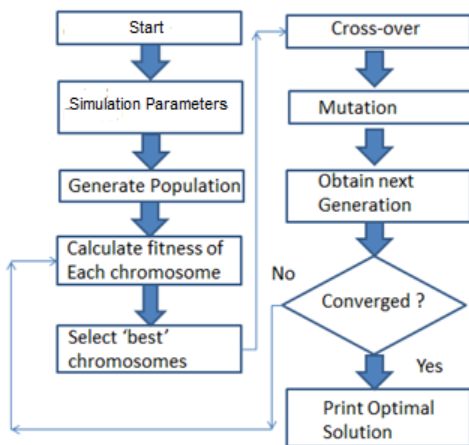 Start
Simulation Parameters
Generate Population
Calculate fitness of
Each chromosome
Select ‘best’
chromosomes
Cross-over
Mutation
Obtain next
Generation
Converged ?
No
Yes
Print Optimal
Solution